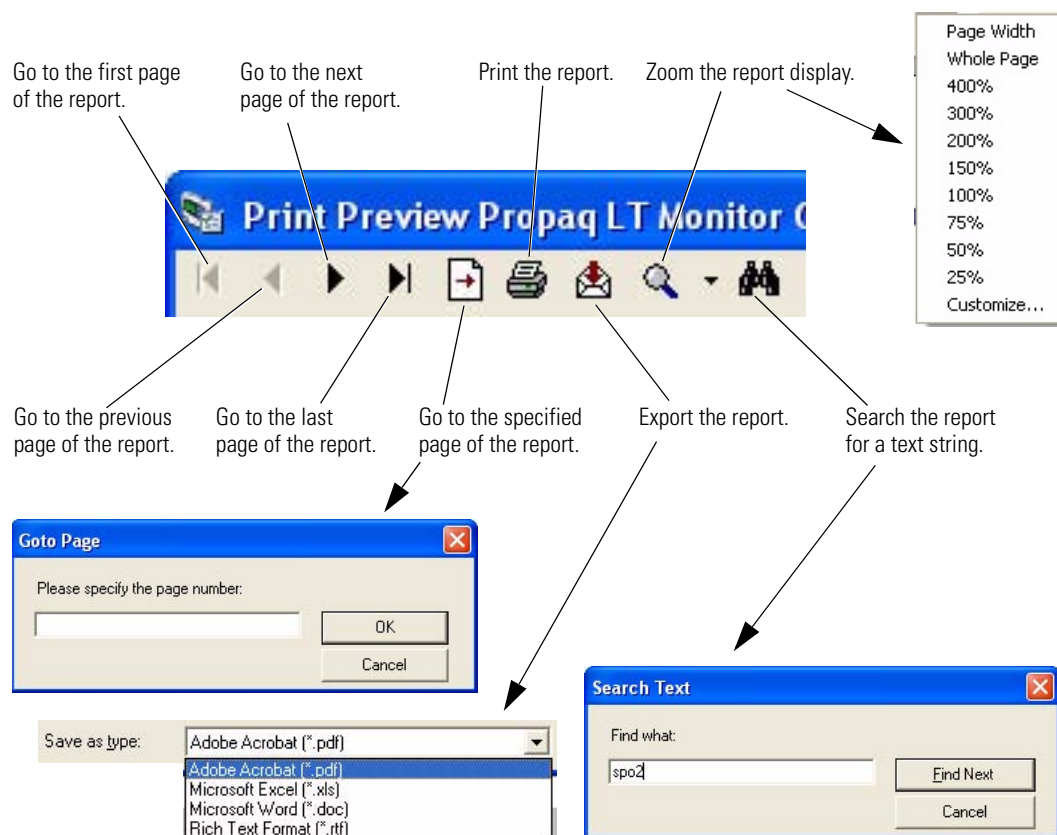 Go to the first page
of the report.
Go to the next
page of the report.
Print the report.
Zoom the report display.
Page Width
Whole Page
400%
300%
200%
150%
100%
75%
50%
25%
Customize...
Print Preview Propaq LT Monitor
Go to the previous
page of the report.
Go to the last
page of the report.
Go to the specified
page of the report.
Export the report.
Search the report
for a text string.
Goto Page
Please specify the page number:
OK
Cancel
Save as type:
Adobe Acrobat (*.pdf)
Adobe Acrobat (*.pdf)
Microsoft Excel (*.xls)
Microsoft Word (*.doc)
Rich Text Format (*.rtf)
Search Text
Find what:
spo2
Find Next
Cancel